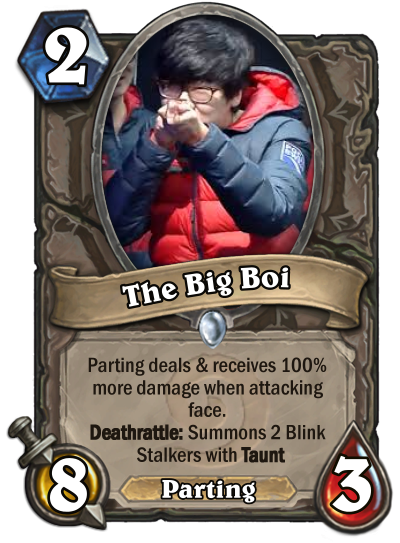 2
The Big Boi
Parting deals & receives 100%
more damage when attacking
face.
Deathrattle: Summons 2 Blink
Stalkers with Taunt
8
Parting
3